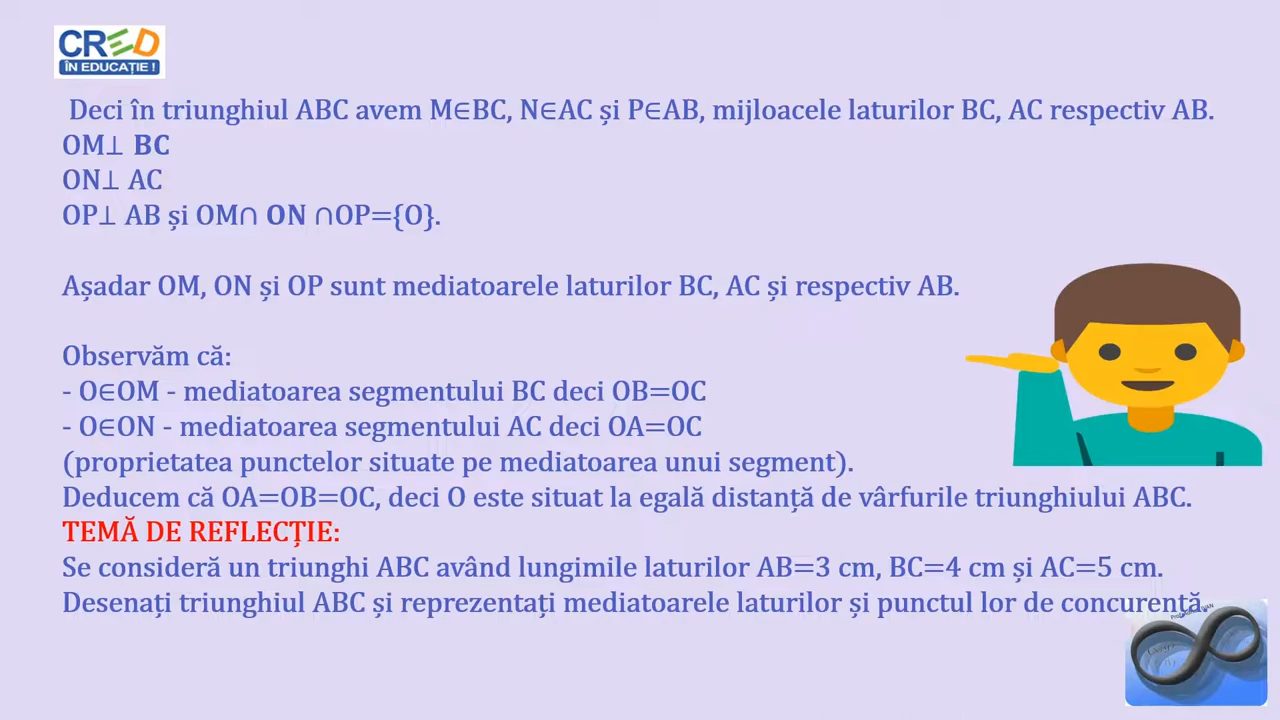 CRED
ÎN EDUCAȚIE !
Deci în triunghiul ABC avem M∈BC, N∈AC și P∈AB, mijloacele laturilor BC, AC respectiv AB.
OM⊥ BC
ON⊥ AC
OP⊥ AB și OM∩ ON ∩OP={O}.
Așadar OM, ON și OP sunt mediatoarele laturilor BC, AC și respectiv AB.
Observăm că:
- O∈OM - mediatoarea segmentului BC deci OB=OC
- O∈ON - mediatoarea segmentului AC deci OA=OC
(proprietatea punctelor situate pe mediatoarea unui segment).
Deducem că OA=OB=OC, deci O este situat la egală distanță de vârfurile triunghiului ABC.
TEMĂ DE REFLECȚIE:
Se consideră un triunghi ABC având lungimile laturilor AB=3 cm, BC=4 cm și AC=5 cm.
Desenați triunghiul ABC și reprezentați mediatoarele laturilor și punctul lor de concurență.